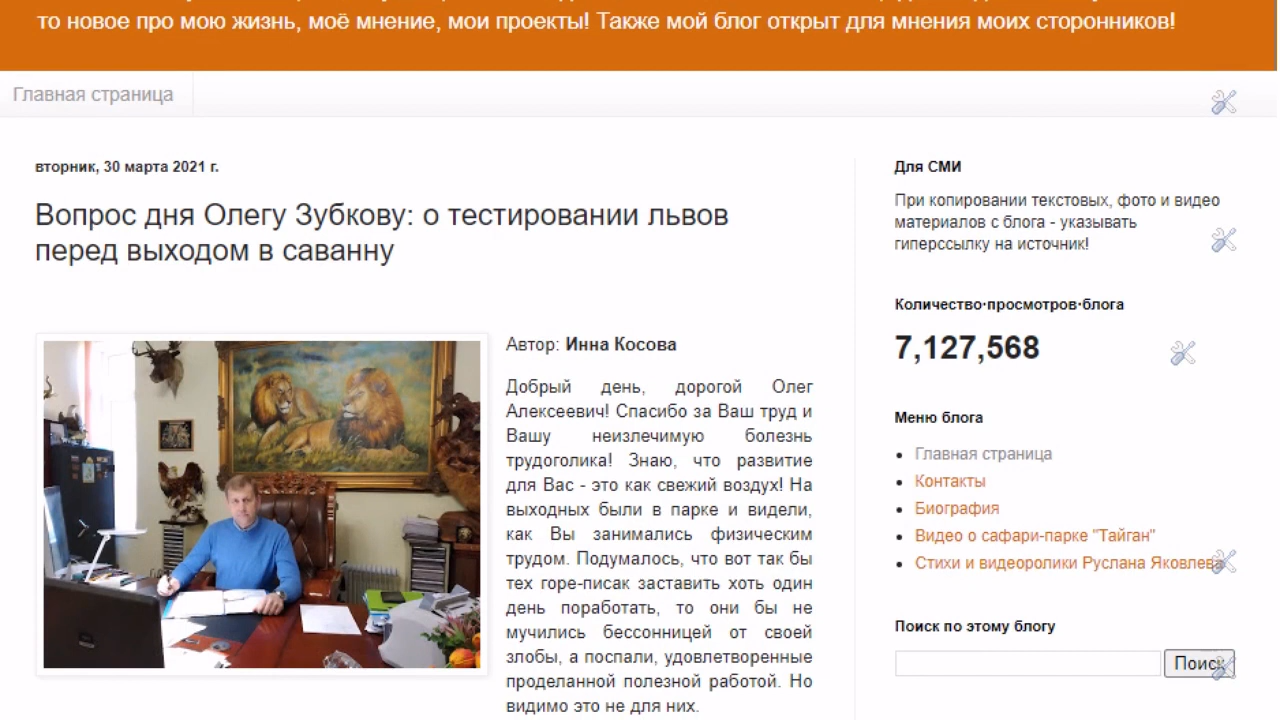 то новое про мою жизнь, моё мнение, мои проекты! Также мой блог открыт для мнения моих сторонников!
Главная страница
вторник, 30 марта 2021 г.
Вопрос дня Олегу Зубкову: о тестировании львов
перед выходом в саванну
Автор: Инна Косова
Добрый день, дорогой Олег
Алексеевич! Спасибо за Ваш труд и
Вашу неизлечимую болезнь
трудоголика! Знаю, что развитие
для Вас - это как свежий воздух! На
выходных были в парке и видели,
как Вы занимались физическим
трудом. Подумалось, что вот так бы
тех горе-писак заставить хоть один
день поработать, то они бы не
мучились бессонницей от своей
злобы, а поспали, удовлетворенные
проделанной полезной работой. Но
видимо это не для них.
Для СМИ
При копировании текстовых, фото и видео
материалов с блога - указывать
гиперссылку на источник!
Количество·просмотров·блога
7,127,568
Меню блога
Главная страница
Контакты
Биография
Видео о сафари-парке "Тайган"
Стихи и видеоролики Руслана Яковлева
Поиск по этому блогу
Поиск